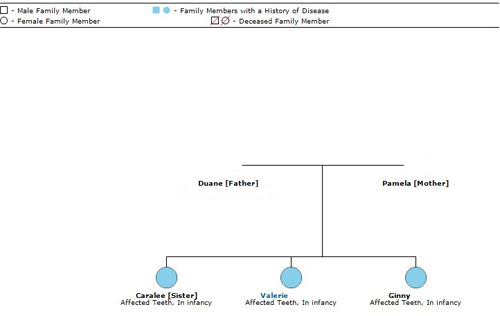 - Male Family Member
- Family Members with a History of Disease
- Female Family Member
- Deceased Family Member
Duane [Father]
Pamela [Mother]
Caralee [Sister]
Valerie
Ginny
Affected Teeth, In infancy
Affected Teeth, In infancy
Affected Teeth, In infancy